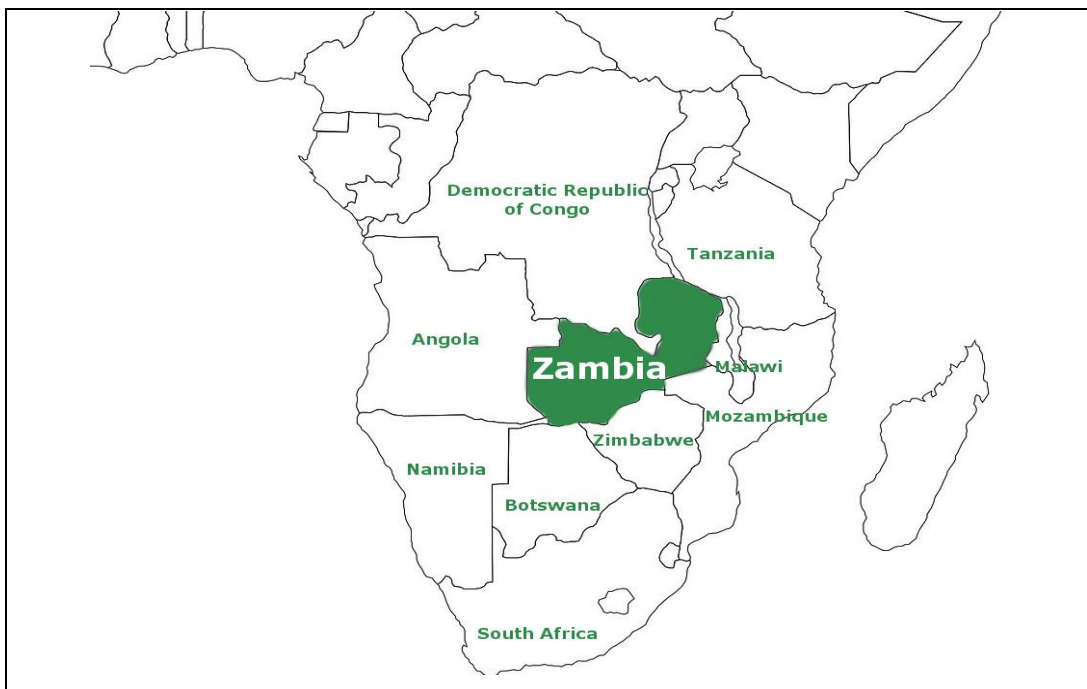 Democratic Republic
of Congo
Tanzania
Angola
Zambia
Malawi
Mozambique
Zimbabwe
Namibia
Botswana
South Africa